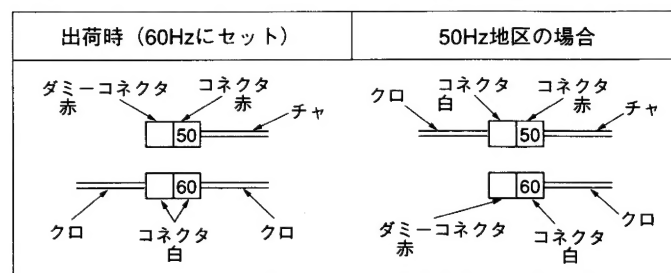 出荷時（60Hzにセット）
50Hz地区の場合
ダミーコネクタ
赤
コネクタ
赤
チャ
50
60
クロ
コネクタ
白
クロ
クロ
コネクタ
白
コネクタ
赤
チャ
50
60
ダミーコネクタ
赤
コネクタ
白
クロ